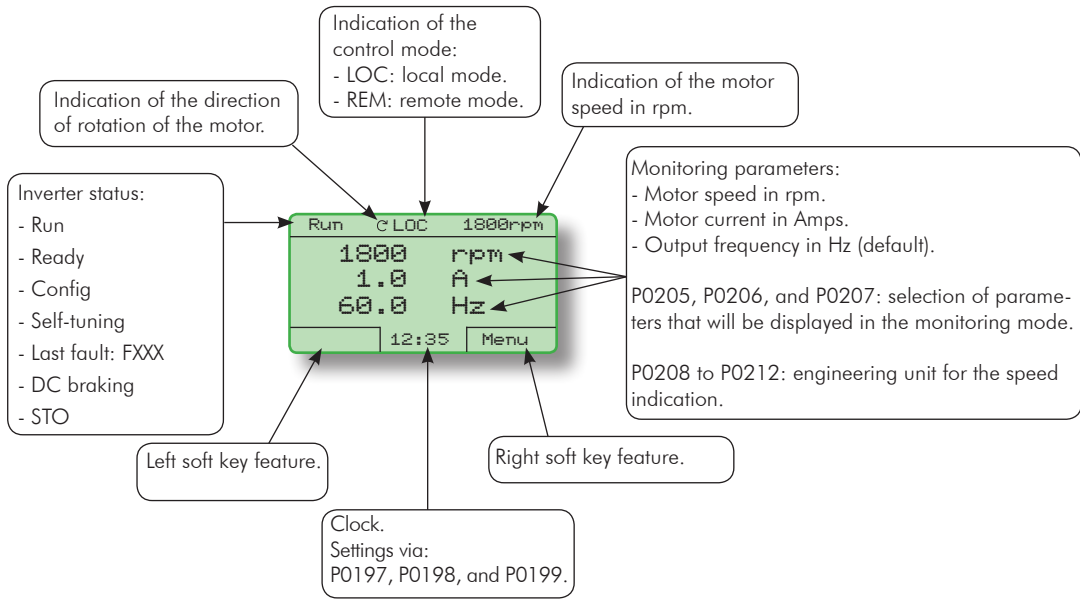 Indication of the
control mode:
- LOC: local mode.
- REM: remote mode.
Indication of the motor
speed in rpm.
Indication of the direction
of rotation of the motor.
Inverter status:
- Run
- Ready
- Config
- Self-tuning
- Last fault: FXXX
- DC braking
- STO
Run LOC 1800rpm
1800 rpm
1.0 A
60.0 Hz
12:35 Menu
Monitoring parameters:
- Motor speed in rpm.
- Motor current in Amps.
- Output frequency in Hz (default).
P0205, P0206, and P0207: selection of parame-
ters that will be displayed in the monitoring mode.
P0208 to P0212: engineering unit for the speed
indication.
Left soft key feature.
Right soft key feature.
Clock.
Settings via:
P0197, P0198, and P0199.